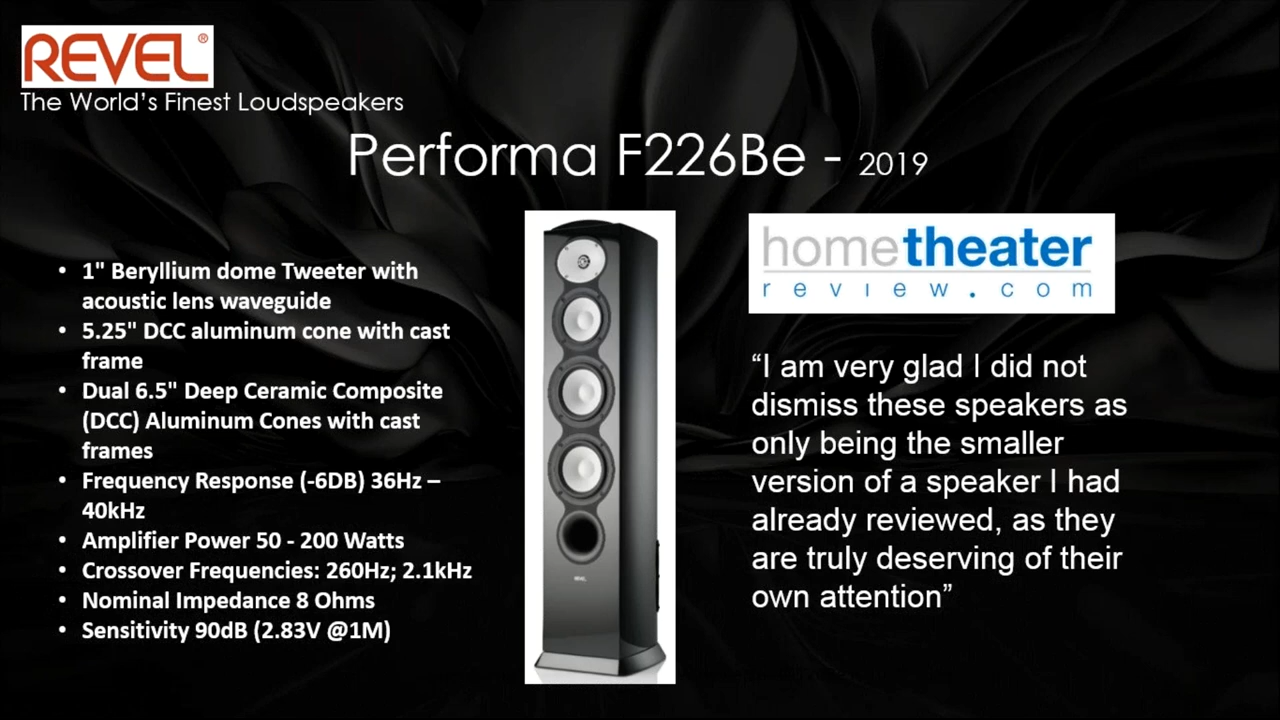 REVEL®
The World's Finest Loudspeakers
Performa F226Be - 2019
• 1" Beryllium dome Tweeter with
acoustic lens waveguide
• 5.25" DCC aluminum cone with cast
frame
• Dual 6.5" Deep Ceramic Composite
(DCC) Aluminum Cones with cast
frames
• Frequency Response (-6DB) 36Hz –
40kHz
• Amplifier Power 50 - 200 Watts
• Crossover Frequencies: 260Hz; 2.1kHz
• Nominal Impedance 8 Ohms
• Sensitivity 90dB (2.83V @1M)
REVEL
hometheater
review.com
“I am very glad I did not
dismiss these speakers as
only being the smaller
version of a speaker I had
already reviewed, as they
are truly deserving of their
own attention”